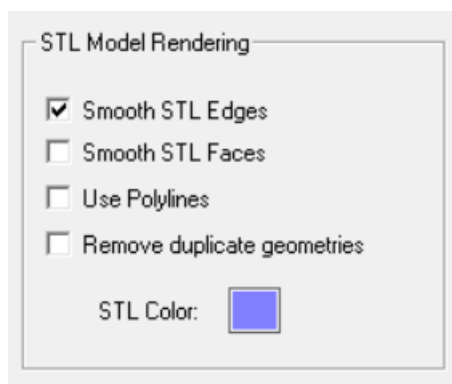 STL Model Rendering
Smooth STL Edges
Smooth STL Faces
Use Polylines
Remove duplicate geometries
STL Color: